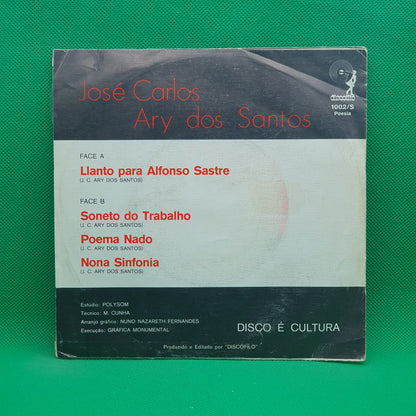 José Carlos
Ary dos Santos
discófilo
1002/S
Poesia
FACE A
Llanto para Alfonso Sastre
(J. C. ARY DOS SANTOS)
FACE B
Soneto do Trabalho
(J. C. ARY DOS SANTOS)
Poema Nado
(J. C. ARY DOS SANTOS)
Nona Sinfonia
(J. C. ARY DOS SANTOS)
Estúdio: POLYSOM
Técnico: M. CUNHA
Arranjo gráfico: NUNO NAZARETH FERNANDES
Execução: GRÁFICA MONUMENTAL
DISCO É CULTURA
Produzido e Editado por "DISCÓFILO"